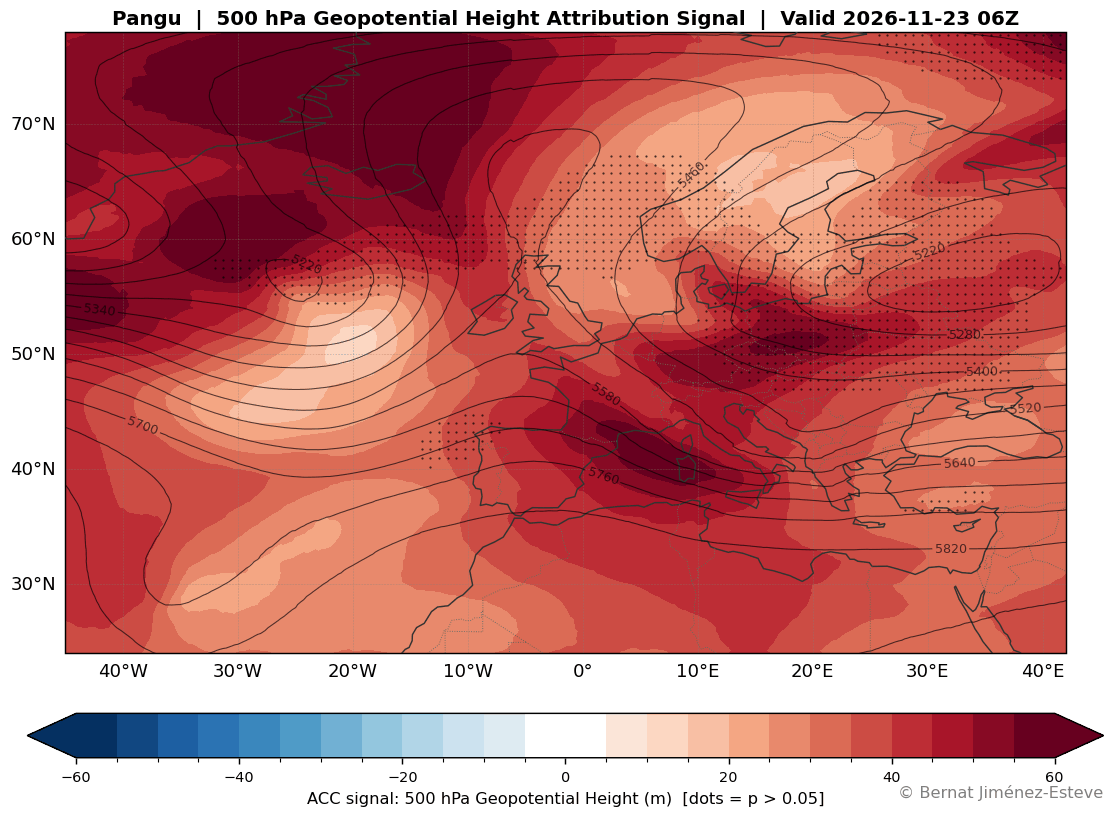 Pangu | 500 hPa Geopotential Height Attribution Signal | Valid 2026-11-23 06Z
70°N
60°N
50°N
40°N
30°N
5460
5220
5220
5340
5280
5400
5580
5520
5700
5640
5760
5820
40°W 30°W 20°W 10°W 0° 10°E 20°E 30°E 40°E
−60 −40 −20 0 20 40 60
ACC signal: 500 hPa Geopotential Height (m) [dots = p > 0.05]
© Bernat Jiménez-Esteve